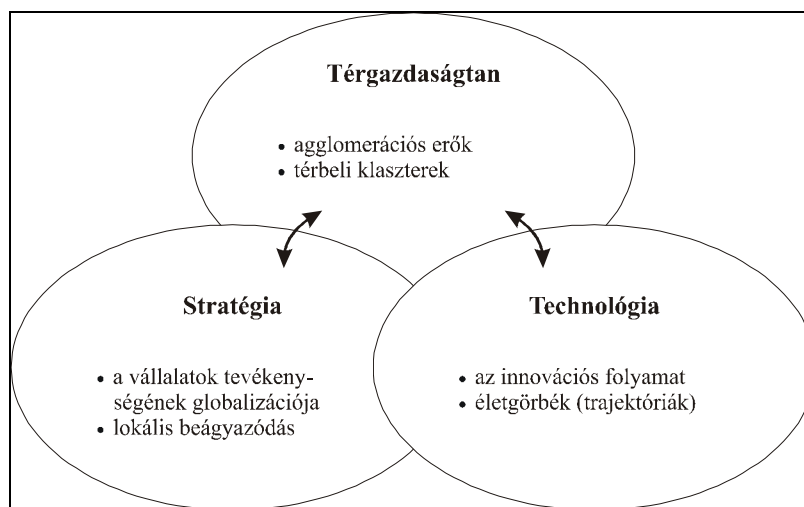 Térgazdaságtan
• agglomerációs erők
• térbeli klaszterek
Stratégia
• a vállalatok tevékeny-
ségének globalizációja
• lokális beágyazódás
Technológia
• az innovációs folyamat
• életgörbék (trajektóriák)